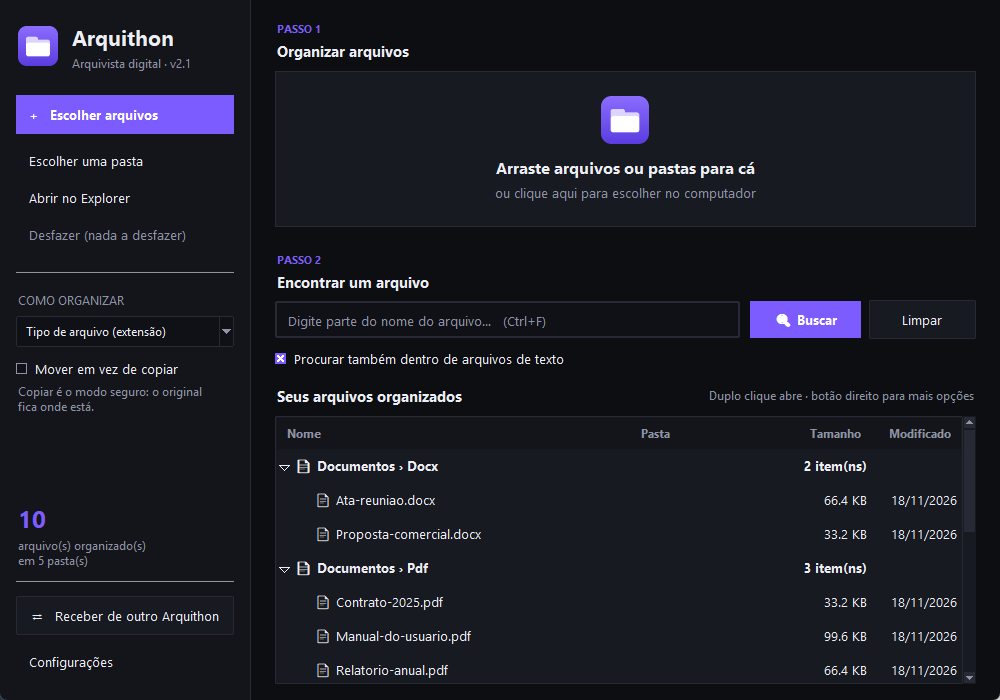 Arquithon
Arquivista digital · v2.1
+ Escolher arquivos
Escolher uma pasta
Abrir no Explorer
Desfazer (nada a desfazer)
COMO ORGANIZAR
Tipo de arquivo (extensão)
Mover em vez de copiar
Copiar é o modo seguro: o original
fica onde está.
10
arquivo(s) organizado(s)
em 5 pasta(s)
Receber de outro Arquithon
Configurações
PASSO 1
Organizar arquivos
Arraste arquivos ou pastas para cá
ou clique aqui para escolher no computador
PASSO 2
Encontrar um arquivo
Digite parte do nome do arquivo... (Ctrl+F)
Buscar
Limpar
Procurar também dentro de arquivos de texto
Seus arquivos organizados
Duplo clique abre · botão direito para mais opções
Nome Pasta Tamanho Modificado
Documentos › Docx 2 item(ns)
Ata-reuniao.docx 66.4 KB 18/11/2026
Proposta-comercial.docx 33.2 KB 18/11/2026
Documentos › Pdf 3 item(ns)
Contrato-2025.pdf 33.2 KB 18/11/2026
Manual-do-usuario.pdf 99.6 KB 18/11/2026
Relatorio-anual.pdf 66.4 KB 18/11/2026